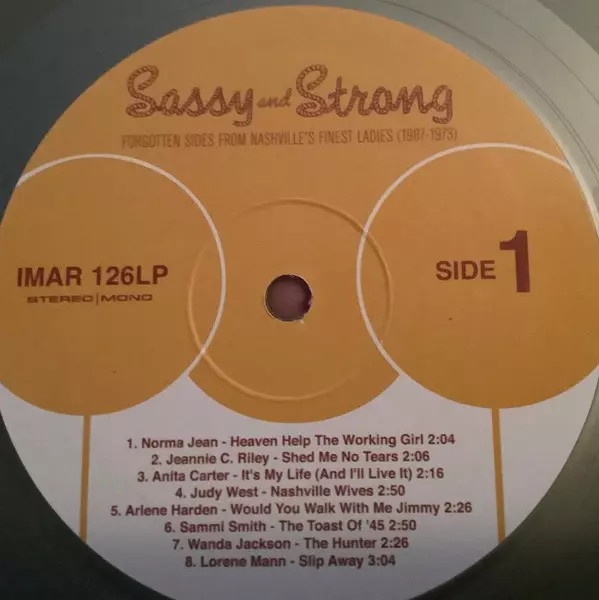 Sassy and Strong
FORGOTTEN SIDES FROM NASHVILLE'S FINEST LADIES (1967-1973)
IMAR 126LP
STEREO|MONO
SIDE 1
1. Norma Jean - Heaven Help The Working Girl 2:04
2. Jeannie C. Riley - Shed Me No Tears 2:06
3. Anita Carter - It's My Life (And I'll Live It) 2:16
4. Judy West - Nashville Wives 2:50
5. Arlene Harden - Would You Walk With Me Jimmy 2:26
6. Sammi Smith - The Toast Of '45 2:50
7. Wanda Jackson - The Hunter 2:26
8. Lorene Mann - Slip Away 3:04